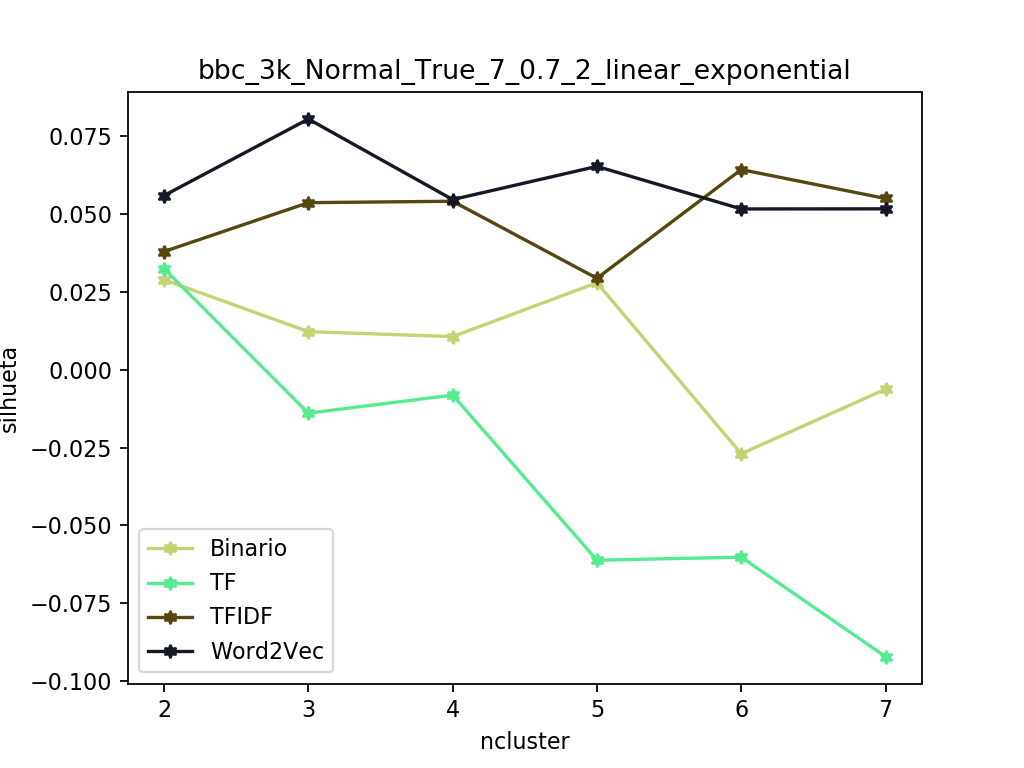 bbc_3k_Normal_True_7_0.7_2_linear_exponential
0.075
0.050
0.025
0.000
−0.025
−0.050
−0.075
−0.100
silhueta
Binario
TF
TFIDF
Word2Vec
2 3 4 5 6 7
ncluster